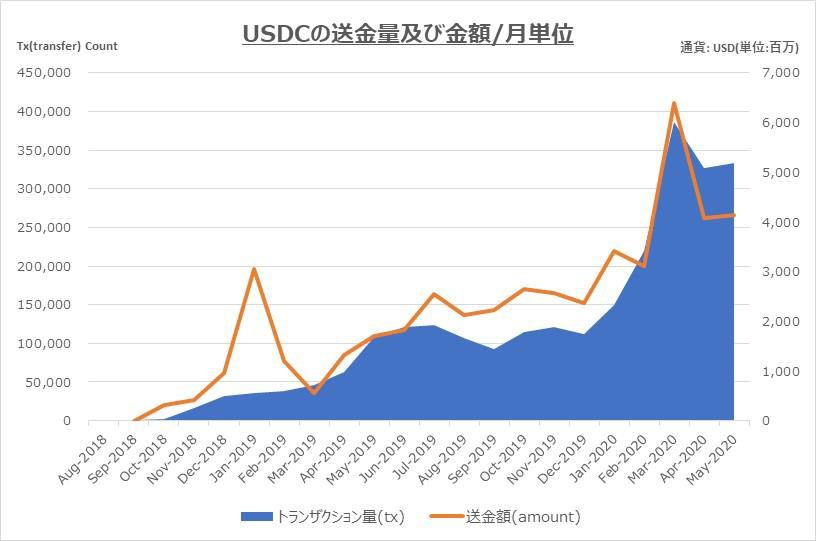 USDCの送金量及び金額/月単位
Tx(transfer) Count
通貨: USD(単位:百万)
450,000
400,000
350,000
300,000
250,000
200,000
150,000
100,000
50,000
0
7,000
6,000
5,000
4,000
3,000
2,000
1,000
0
Aug-2018
Sep-2018
Oct-2018
Nov-2018
Dec-2018
Jan-2019
Feb-2019
Mar-2019
Apr-2019
May-2019
Jun-2019
Jul-2019
Aug-2019
Sep-2019
Oct-2019
Nov-2019
Dec-2019
Jan-2020
Feb-2020
Mar-2020
Apr-2020
May-2020
トランザクション量(tx)
送金額(amount)